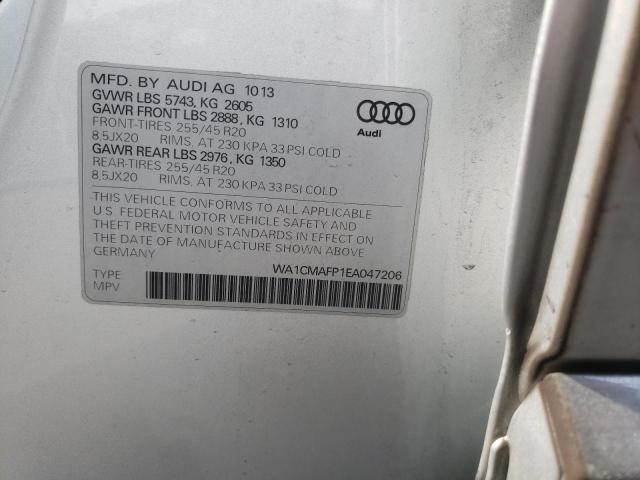 MFD. BY AUDI AG 1013
GVWR LBS 5743, KG 2605
GAWR FRONT LBS 2888, KG 1310
FRONT-TIRES 255/45 R20
8,5JX20 RIMS, AT 230 KPA 33 PSI COLD
GAWR REAR LBS 2976, KG 1350
REAR-TIRES 255/45 R20
8,5JX20 RIMS, AT 230 KPA 33 PSI COLD
Audi
THIS VEHICLE CONFORMS TO ALL APPLICABLE
U.S. FEDERAL MOTOR VEHICLE SAFETY AND
THEFT PREVENTION STANDARDS IN EFFECT ON
THE DATE OF MANUFACTURE SHOWN ABOVE
GERMANY
WA1CMAFP1EA047206
TYPE
MPV